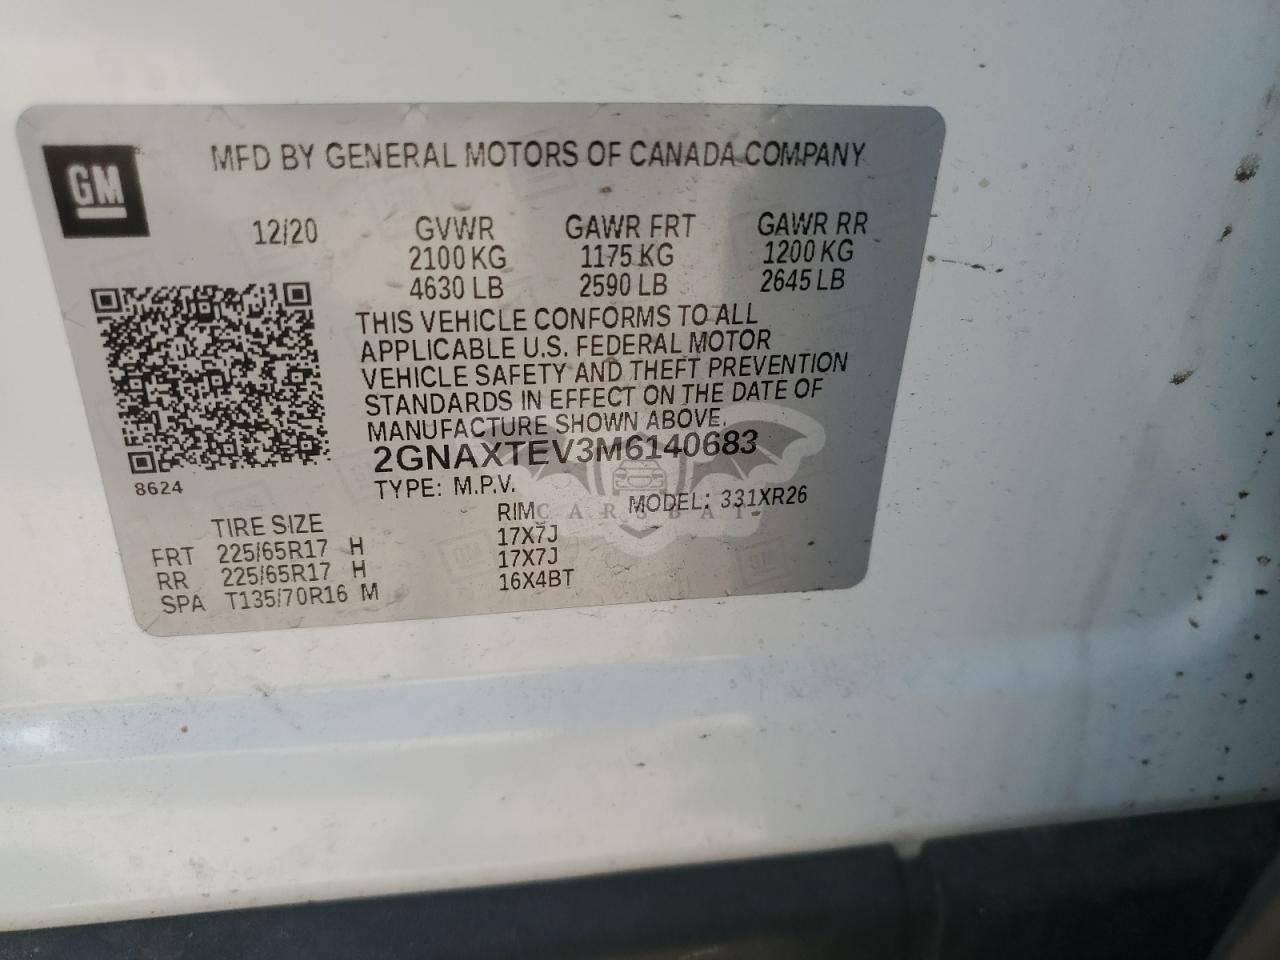 GM
MFD BY GENERAL MOTORS OF CANADA COMPANY
12/20 GVWR GAWR FRT GAWR RR
2100 KG 1175 KG 1200 KG
4630 LB 2590 LB 2645 LB
THIS VEHICLE CONFORMS TO ALL
APPLICABLE U.S. FEDERAL MOTOR
VEHICLE SAFETY AND THEFT PREVENTION
STANDARDS IN EFFECT ON THE DATE OF
MANUFACTURE SHOWN ABOVE.
2GNAXTEV3M6140683
8624
TYPE: M.P.V. MODEL: 331XR26
CARSBAT
TIRE SIZE RIM
FRT 225/65R17 H 17X7J
RR 225/65R17 H 17X7J
SPA T135/70R16 M 16X4BT